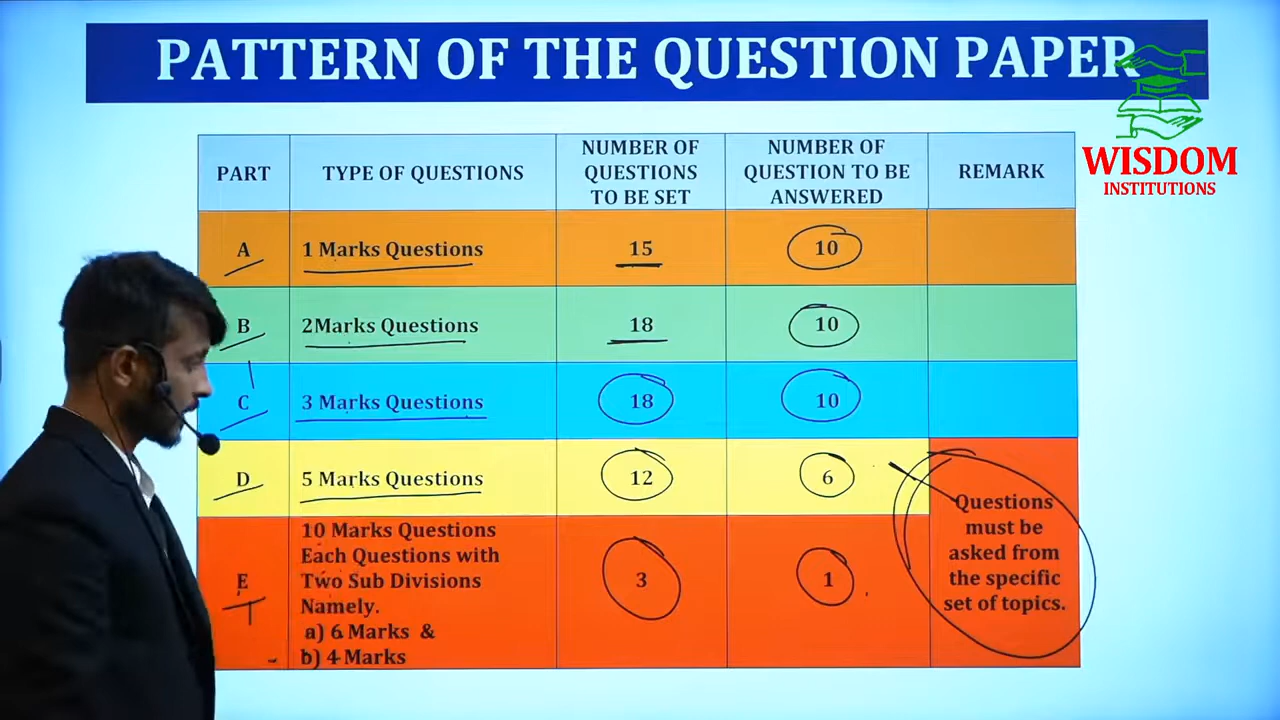 PATTERN OF THE QUESTION PAPER
WISDOM
INSTITUTIONS
PART
TYPE OF QUESTIONS
NUMBER OF
QUESTIONS
TO BE SET
NUMBER OF
QUESTION TO BE
ANSWERED
REMARK
A
1 Marks Questions
15
10
B
2Marks Questions
18
10
C
3 Marks Questions
18
10
D
5 Marks Questions
12
6
E
10 Marks Questions
Each Questions with
Two Sub Divisions
Namely.
a) 6 Marks &
b) 4 Marks
3
1
Questions
must be
asked from
the specific
set of topics.